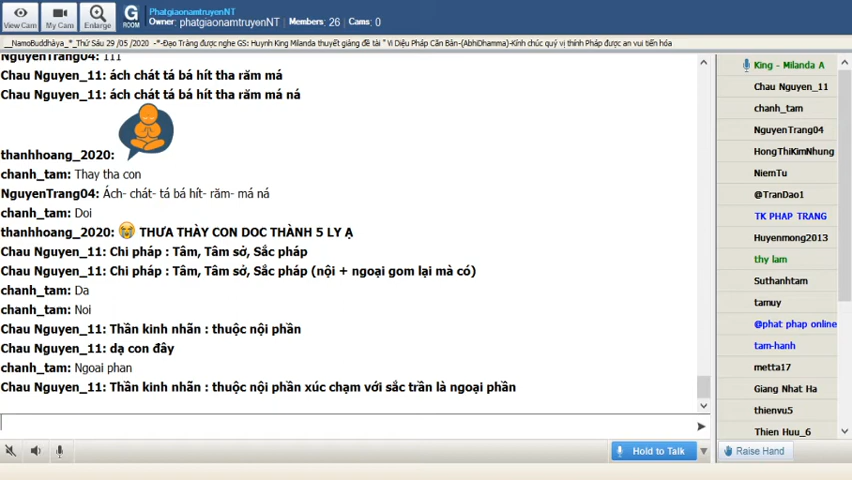 View Cam
My Cam
Enlarge
G ROOM
PhatgiaonamtruyenNT
Owner: phatgiaonamtruyenNT Members: 26 Cams: 0
__NamoBuddhàya_*_Thứ Sáu 29 /05 /2020 -*-Đạo Tràng được nghe GS: Huynh King Milanda thuyết giảng đề tài " Vi Diệu Pháp Căn Bản-(AbhiDhamma)-Kính chúc quý vị thính Pháp được an vui tiến hóa
NguyenTrang04: 111
Chau Nguyen_11: ách chát tá bá hít tha răm má
Chau Nguyen_11: ách chát tá bá hít tha răm má ná
thanhhoang_2020:
chanh_tam: Thay tha con
NguyenTrang04: Ách- chát- tá bá hít- răm- má ná
chanh_tam: Doi
thanhhoang_2020: THƯA THÀY CON DOC THÀNH 5 LY Ạ
Chau Nguyen_11: Chi pháp : Tâm, Tâm sở, Sắc pháp
Chau Nguyen_11: Chi pháp : Tâm, Tâm sở, Sắc pháp (nội + ngoại gom lại mà có)
chanh_tam: Da
chanh_tam: Noi
Chau Nguyen_11: Thần kinh nhãn : thuộc nội phần
Chau Nguyen_11: dạ con đây
chanh_tam: Ngoai phan
Chau Nguyen_11: Thần kinh nhãn : thuộc nội phần xúc chạm với sắc trần là ngoại phần
Hold to Talk
King - Milanda A
Chau Nguyen_11
chanh_tam
NguyenTrang04
HongThiKimNhung
NiemTu
@TranDao1
TK PHAP TRANG
Huyenmong2013
thy lam
Suthanhtam
tamuy
@phat phap online
tam-hanh
metta17
Giang Nhat Ha
thienvu5
Thien Huu_6
Raise Hand